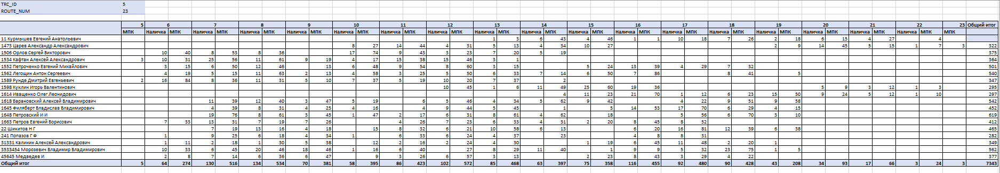 TRC_ID 5
ROUTE_NUM 23
5 6 7 8 9 10 11 12 13 14 15 16 17 18 19 20 21 22 23 Общий итог
МПК Наличка МПК Наличка МПК Наличка МПК Наличка МПК Наличка МПК Наличка МПК Наличка МПК Наличка МПК Наличка МПК Наличка МПК Наличка МПК Наличка МПК Наличка МПК Наличка МПК Наличка МПК Наличка МПК Наличка МПК МПК
11 Курмышев Евгений Анатольевич 1 3 6 43 4 46 1 1 10 18 7 26 2 18 6 15 4 27 4
1473 Царев Александр Александрович 8 27 14 44 4 31 5 13 4 34 10 27 2 9 14 45 5 15 1 7 3 322
1506 Орлов Сергей Викторович 10 40 8 53 8 36 17 74 9 43 3 23 7 20 5 19 375
1534 Кафтан Алексей Александрович 3 10 31 25 56 11 61 9 19 4 17 15 38 15 46 3 1 364
1552 Петроченко Евгений Михайлович 3 15 6 50 12 46 13 6 48 9 54 8 60 3 15 5 24 13 39 4 29 7 32 501
1562 Легощин Антон Сергеевич 4 19 5 15 11 63 2 13 4 58 3 25 5 50 6 33 7 14 6 50 7 86 8 41 5 540
1589 Рунде Дмитрий Евгеньевич 2 16 84 8 36 11 31 5 10 7 37 5 19 10 20 7 37 2 347
1598 Куклин Игорь Валентинович 10 45 1 6 11 49 25 60 19 36 5 9 3 12 1 3 295
1614 Иващенко Олег Леонидович 4 11 23 21 70 1 12 6 23 15 50 9 24 5 12 1 10 297
1618 Барановский Алексей Владимирович 11 39 12 40 3 47 5 19 6 5 46 4 34 5 62 9 42 4 22 9 51 9 58 542
1645 Филяберт Владислав Владимирович 4 39 8 31 4 25 4 16 4 9 44 5 45 1 5 14 53 17 70 6 29 4 15 452
1648 Петровский И И 19 76 8 61 3 45 1 47 2 17 6 31 8 61 4 62 18 5 56 6 70 3 10 619
1663 Петров Евгений Борисович 7 33 13 31 7 19 7 26 4 26 7 23 6 33 4 31 2 20 8 45 8 52 412
22 Шикитов Н Г 7 19 13 16 4 18 15 8 32 6 21 10 58 6 13 6 20 16 81 12 39 6 38 465
241 Попазов Г Ф 1 9 25 6 18 4 34 1 6 33 6 24 4 37 23 4 8 8 31 282
31331 Калинин Алексей Александрович 1 11 2 18 1 30 5 38 12 2 16 2 24 4 30 1 19 6 45 11 48 2 20 1 349
3533454 Морозевич Владимир Владимирович 10 33 6 45 20 46 18 46 1 16 6 40 27 8 29 11 40 1 9 9 5 32 23 75 1 5 562
45645 Медведев И 2 8 7 14 6 36 6 47 9 3 26 6 57 3 13 2 23 8 43 3 29 4 22 377
Общий итог 5 64 274 130 516 134 534 70 381 58 395 86 423 102 572 85 468 63 397 75 358 116 455 92 480 90 428 43 208 34 93 17 66 3 24 3 7343